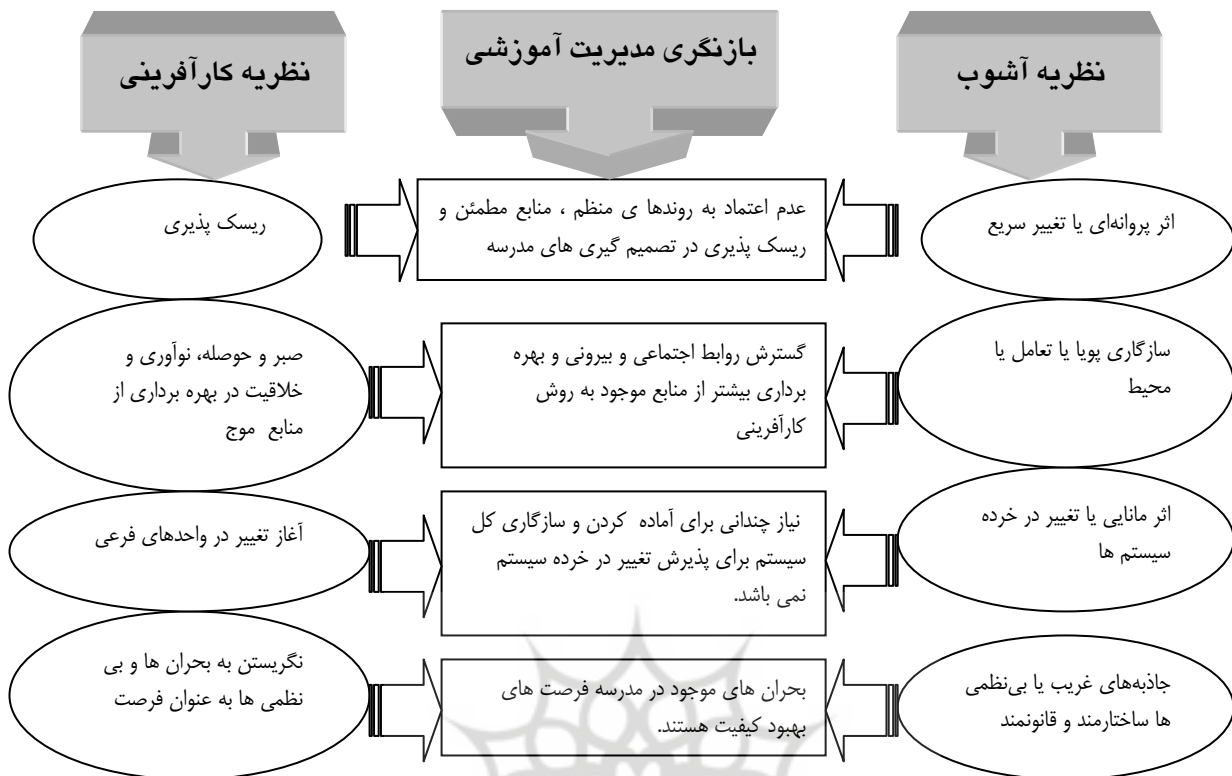 نظریه آشوب
بازنگری مدیریت آموزشی
نظریه کارآفرینی
اثر پروانه‌ای یا تغییر سریع
عدم اعتماد به روندها ی منظم ، منابع مطمئن و
ریسک پذیری در تصمیم گیری های مدرسه
ریسک پذیری
سازگاری پویا یا تعامل یا
محیط
گسترش روابط اجتماعی و بیرونی و بهره
برداری بیشتر از منابع موجود به روش
کارآفرینی
صبر و حوصله، نوآوری و
خلاقیت در بهره برداری از
منابع موج
اثر مانایی یا تغییر در خرده
سیستم ها
نیاز چندانی برای آماده کردن و سازگاری کل
سیستم برای پذیرش تغییر در خرده سیستم
نمی باشد.
آغاز تغییر در واحدهای فرعی
جاذبه‌های غریب یا بی‌نظمی
ها ساختارمند و قانونمند
بحران های موجود در مدرسه فرصت های
بهبود کیفیت هستند.
نگریستن به بحران ها و بی
نظمی ها به عنوان فرصت